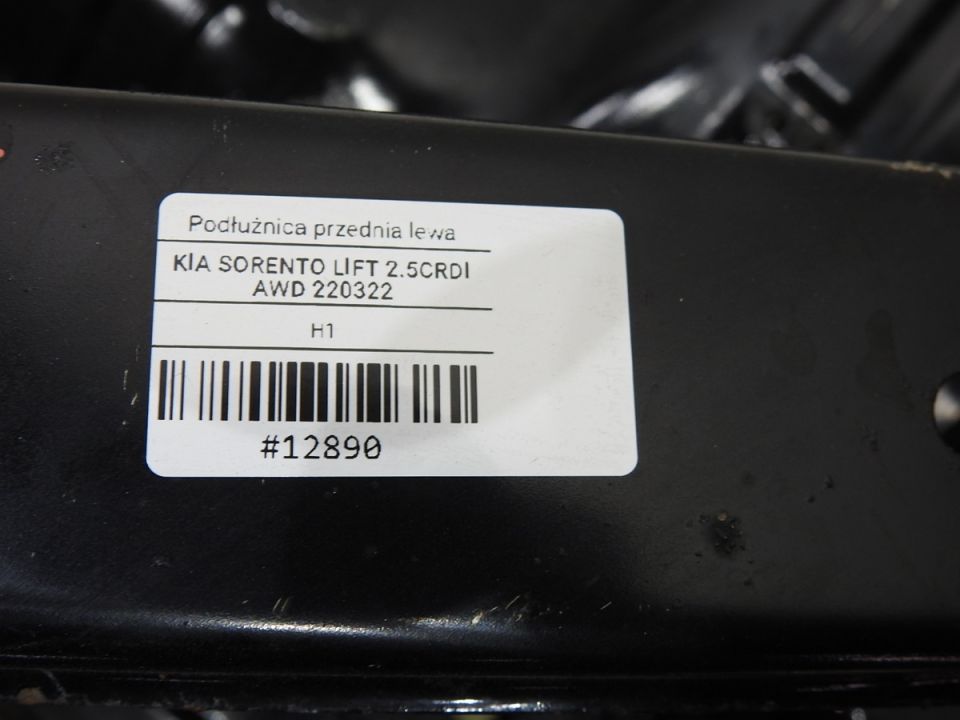 Podłużnica przednia lewa
KIA SORENTO LIFT 2.5CRDI
AWD 220322
H1
#12890